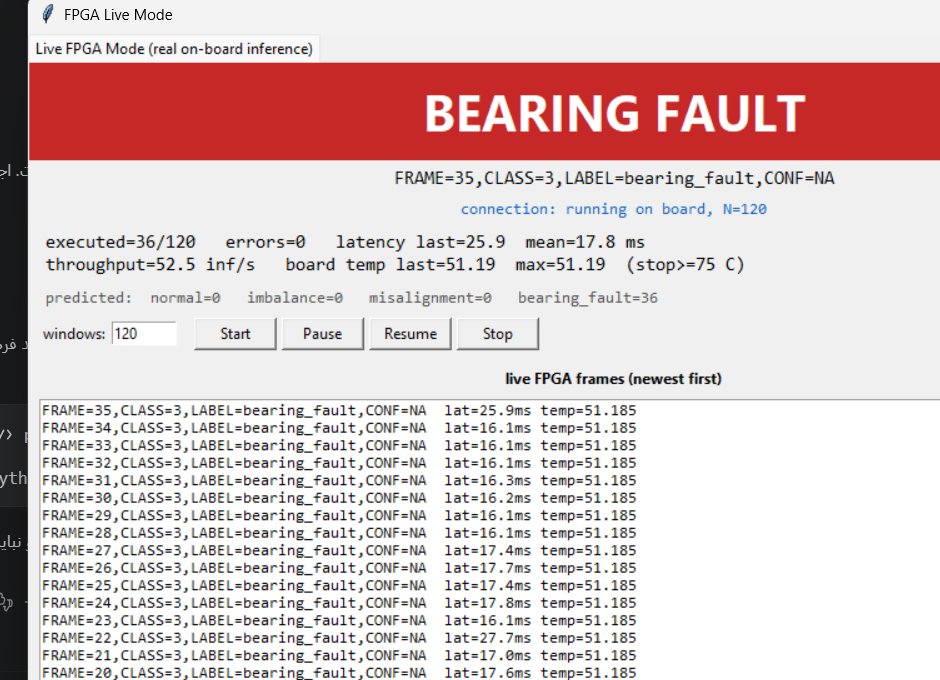 FPGA Live Mode
Live FPGA Mode (real on-board inference)
BEARING FAULT
FRAME=35,CLASS=3,LABEL=bearing_fault,CONF=NA
connection: running on board, N=120
executed=36/120 errors=0 latency last=25.9 mean=17.8 ms
throughput=52.5 inf/s board temp last=51.19 max=51.19 (stop>=75 C)
predicted: normal=0 imbalance=0 misalignment=0 bearing_fault=36
windows: 120 Start Pause Resume Stop
live FPGA frames (newest first)
FRAME=35,CLASS=3,LABEL=bearing_fault,CONF=NA lat=25.9ms temp=51.185
FRAME=34,CLASS=3,LABEL=bearing_fault,CONF=NA lat=16.1ms temp=51.185
FRAME=33,CLASS=3,LABEL=bearing_fault,CONF=NA lat=16.1ms temp=51.185
FRAME=32,CLASS=3,LABEL=bearing_fault,CONF=NA lat=16.1ms temp=51.185
FRAME=31,CLASS=3,LABEL=bearing_fault,CONF=NA lat=16.3ms temp=51.185
FRAME=30,CLASS=3,LABEL=bearing_fault,CONF=NA lat=16.2ms temp=51.185
FRAME=29,CLASS=3,LABEL=bearing_fault,CONF=NA lat=16.1ms temp=51.185
FRAME=28,CLASS=3,LABEL=bearing_fault,CONF=NA lat=16.1ms temp=51.185
FRAME=27,CLASS=3,LABEL=bearing_fault,CONF=NA lat=17.4ms temp=51.185
FRAME=26,CLASS=3,LABEL=bearing_fault,CONF=NA lat=17.7ms temp=51.185
FRAME=25,CLASS=3,LABEL=bearing_fault,CONF=NA lat=17.4ms temp=51.185
FRAME=24,CLASS=3,LABEL=bearing_fault,CONF=NA lat=17.8ms temp=51.185
FRAME=23,CLASS=3,LABEL=bearing_fault,CONF=NA lat=16.1ms temp=51.185
FRAME=22,CLASS=3,LABEL=bearing_fault,CONF=NA lat=27.7ms temp=51.185
FRAME=21,CLASS=3,LABEL=bearing_fault,CONF=NA lat=17.0ms temp=51.185
FRAME=20,CLASS=3,LABEL=bearing_fault,CONF=NA lat=17.6ms temp=51.185